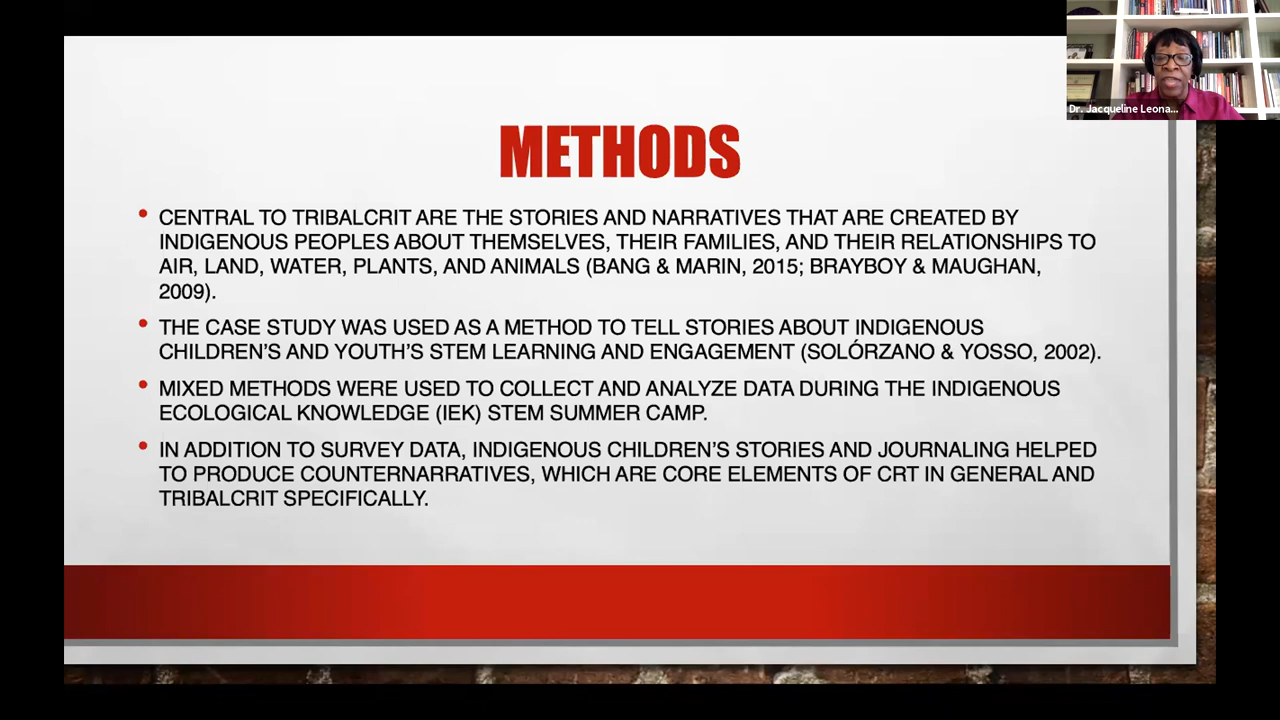 Dr. Jacqueline Leona...
METHODS
• CENTRAL TO TRIBALCRIT ARE THE STORIES AND NARRATIVES THAT ARE CREATED BY
INDIGENOUS PEOPLES ABOUT THEMSELVES, THEIR FAMILIES, AND THEIR RELATIONSHIPS TO
AIR, LAND, WATER, PLANTS, AND ANIMALS (BANG & MARIN, 2015; BRAYBOY & MAUGHAN,
2009).
• THE CASE STUDY WAS USED AS A METHOD TO TELL STORIES ABOUT INDIGENOUS
CHILDREN'S AND YOUTH'S STEM LEARNING AND ENGAGEMENT (SOLÓRZANO & YOSSO, 2002).
• MIXED METHODS WERE USED TO COLLECT AND ANALYZE DATA DURING THE INDIGENOUS
ECOLOGICAL KNOWLEDGE (IEK) STEM SUMMER CAMP.
• IN ADDITION TO SURVEY DATA, INDIGENOUS CHILDREN'S STORIES AND JOURNALING HELPED
TO PRODUCE COUNTERNARRATIVES, WHICH ARE CORE ELEMENTS OF CRT IN GENERAL AND
TRIBALCRIT SPECIFICALLY.